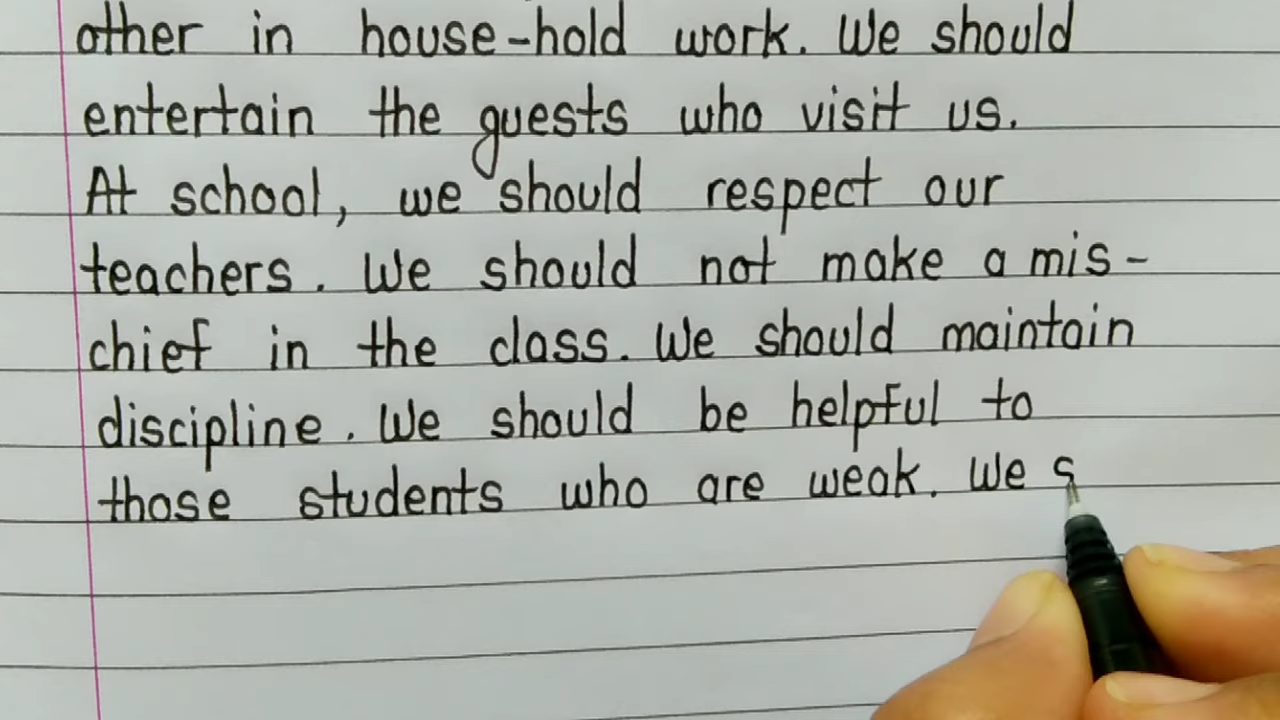 other in house-hold work. We should
entertain the guests who visit us.
At school, we should respect our
teachers. We should not make a mis-
chief in the class. We should maintain
discipline. We should be helpful to
those students who are weak. We s